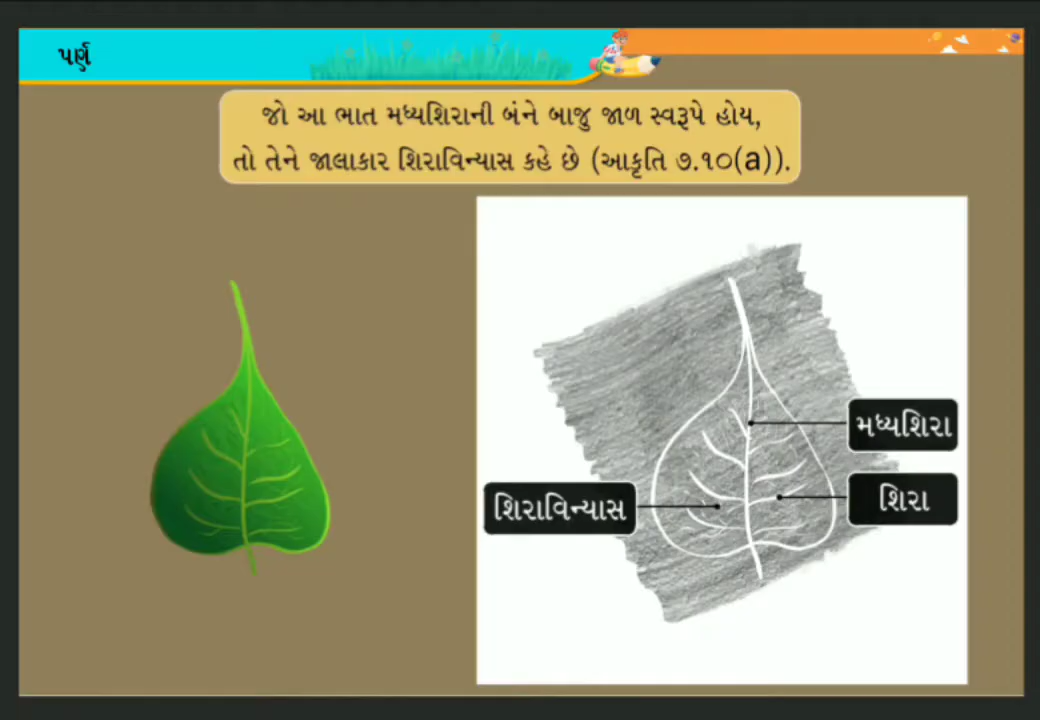 પર્ણ
જો આ ભાત મધ્યશિરાની બંને બાજુ જાળ સ્વરૂપે હોય,
તો તેને જાલાકાર શિરાવિન્યાસ કહે છે (આકૃતિ ૭.૧૦(a)).
મધ્યશિરા
શિરાવિન્યાસ
શિરા